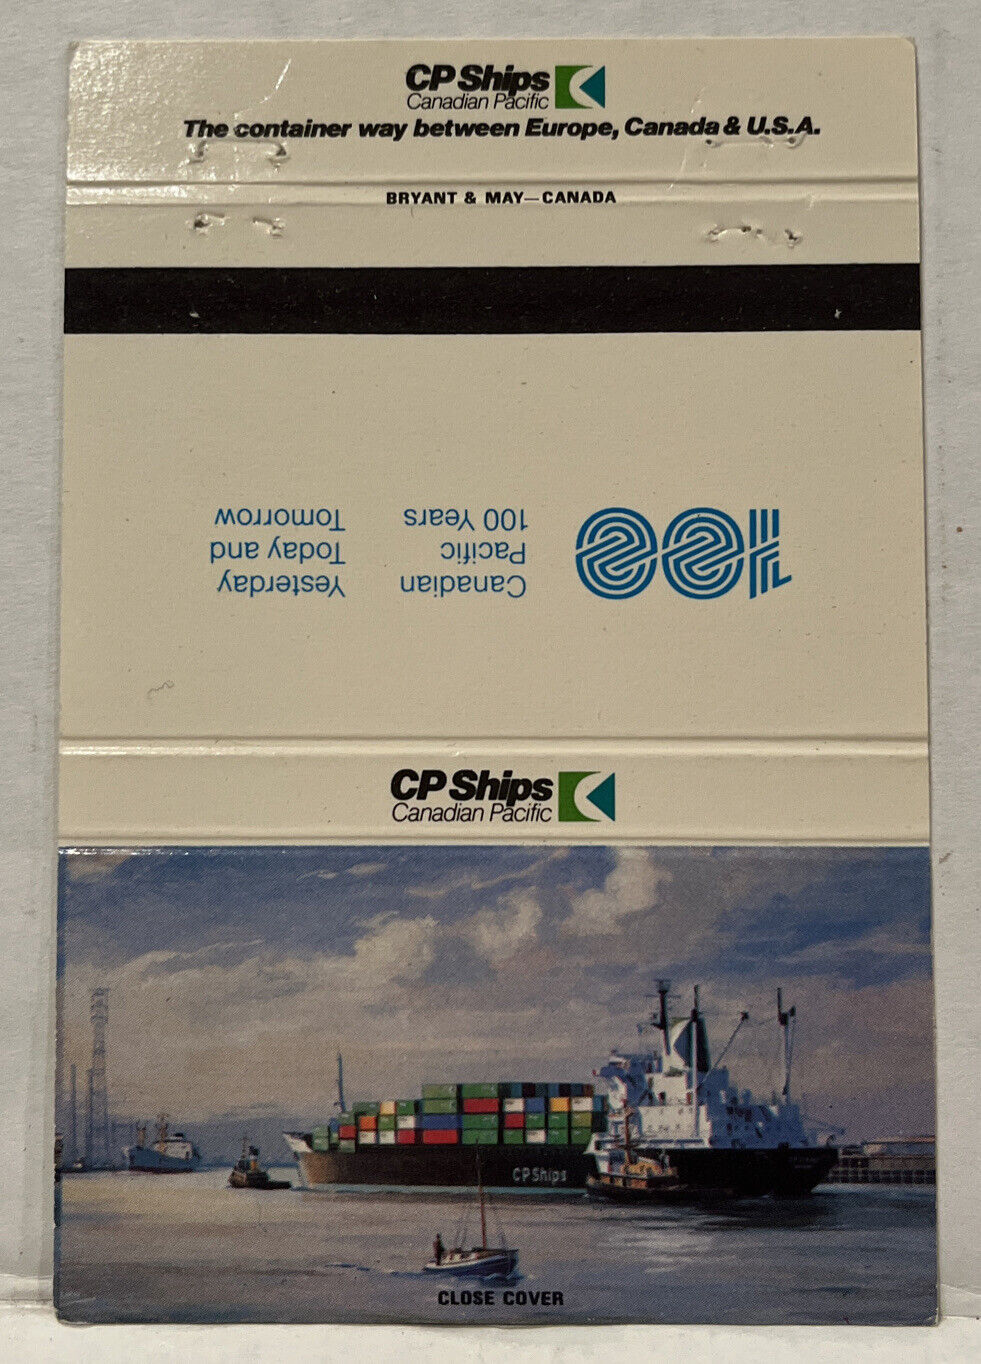 CP Ships
Canadian Pacific
The container way between Europe, Canada & U.S.A.
BRYANT & MAY—CANADA
100
Canadian
Pacific
100 Years
Yesterday
Today and
Tomorrow
CP Ships
Canadian Pacific
CP Ships
CLOSE COVER